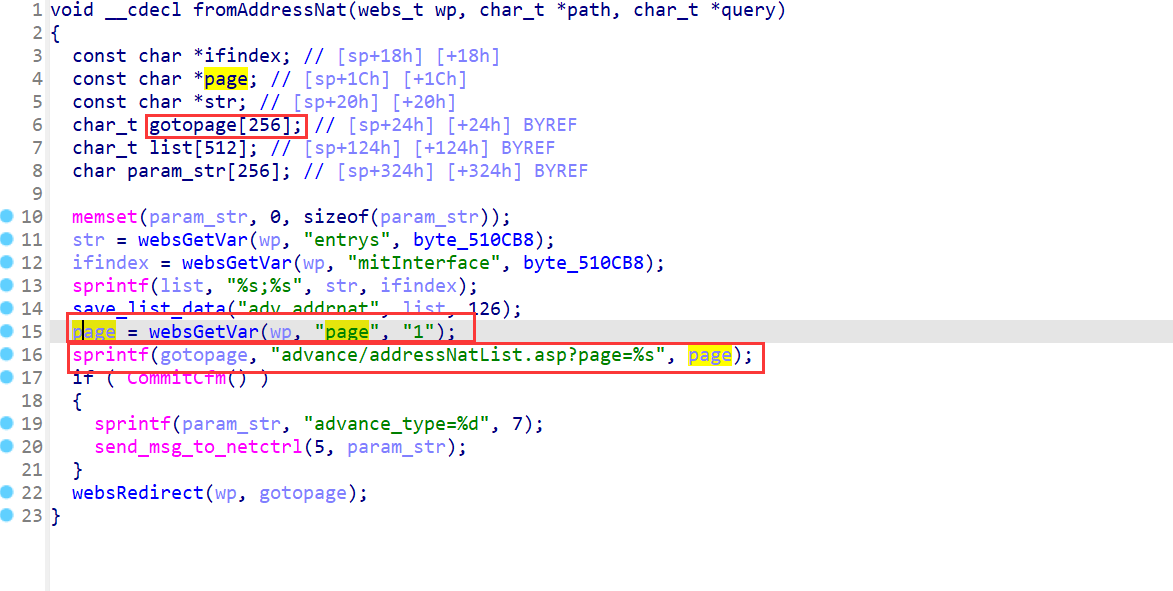 1 void __cdecl fromAddressNat(webs_t wp, char_t *path, char_t *query)
2 {
3 const char *ifindex; // [sp+18h] [+18h]
4 const char *page; // [sp+1Ch] [+1Ch]
5 const char *str; // [sp+20h] [+20h]
6 char_t gotopage[256]; // [sp+24h] [+24h] BYREF
7 char_t list[512]; // [sp+124h] [+124h] BYREF
8 char param_str[256]; // [sp+324h] [+324h] BYREF
9
10 memset(param_str, 0, sizeof(param_str));
11 str = websGetVar(wp, "entrys", byte_510CB8);
12 ifindex = websGetVar(wp, "mitInterface", byte_510CB8);
13 sprintf(list, "%s;%s", str, ifindex);
14 save_list_data("adv_addrnat", list, 126);
15 page = websGetVar(wp, "page", "1");
16 sprintf(gotopage, "advance/addressNatList.asp?page=%s", page);
17 if ( CommitCfm() )
18 {
19 sprintf(param_str, "advance_type=%d", 7);
20 send_msg_to_netctrl(5, param_str);
21 }
22 websRedirect(wp, gotopage);
23 }